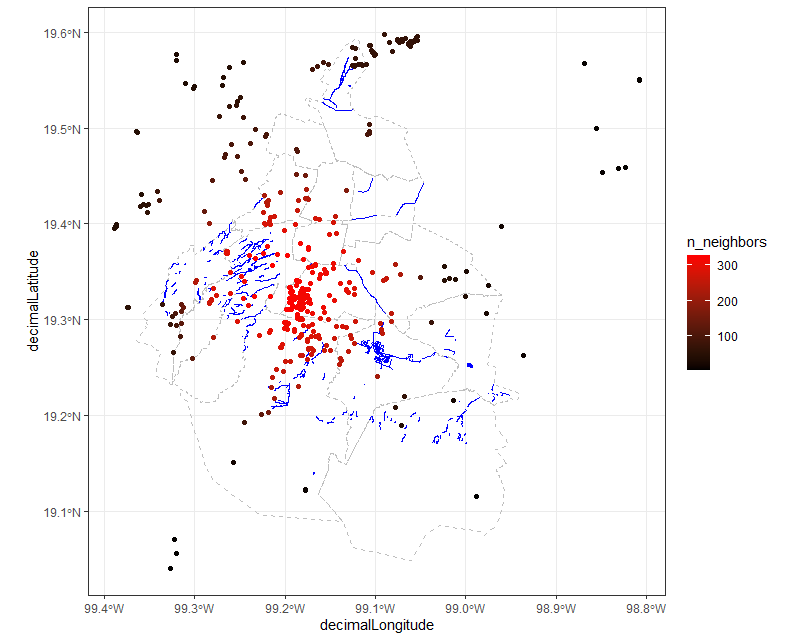 19.6°N
19.5°N
19.4°N
19.3°N
19.2°N
19.1°N
decimalLatitude
99.4°W
99.3°W
99.2°W
99.1°W
99.0°W
98.9°W
98.8°W
decimalLongitude
n_neighbors
300
200
100